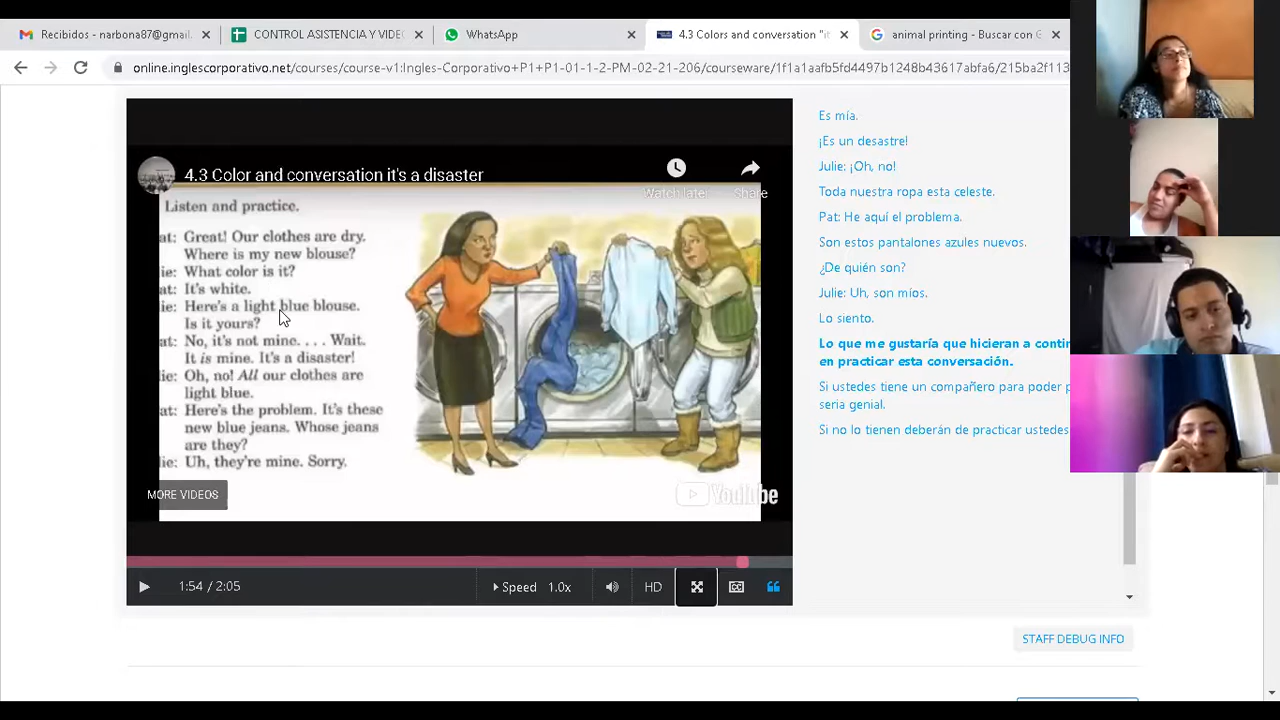 Recibidos - narbona87@gmail.
CONTROL ASISTENCIA Y VIDE
WhatsApp
4.3 Colors and conversation "it
animal printing - Buscar con G
online.inglescorporativo.net/courses/course-v1:Ingles-Corporativo+P1+P1-01-1-2-PM-02-21-206/courseware/1f1a1aafb5fd4497b1248b43617abfa6/215ba2f113
4.3 Color and conversation it's a disaster
Watch later
Share
Listen and practice.
at: Great! Our clothes are dry.
Where is my new blouse?
ie: What color is it?
at: It's white.
ie: Here's a light blue blouse.
Is it yours?
at: No, it's not mine. . . . Wait.
It is mine. It's a disaster!
ie: Oh, no! All our clothes are
light blue.
at: Here's the problem. It's these
new blue jeans. Whose jeans
are they?
ie: Uh, they're mine. Sorry.
MORE VIDEOS
YouTube
1:54 / 2:05
Speed 1.0x
HD
CC
Es mía.
¡Es un desastre!
Julie: ¡Oh, no!
Toda nuestra ropa esta celeste.
Pat: He aquí el problema.
Son estos pantalones azules nuevos.
¿De quién son?
Julie: Uh, son míos.
Lo siento.
Lo que me gustaría que hicieran a contin
en practicar esta conversación.
Si ustedes tiene un compañero para poder p
seria genial.
Si no lo tienen deberán de practicar ustedes
STAFF DEBUG INFO